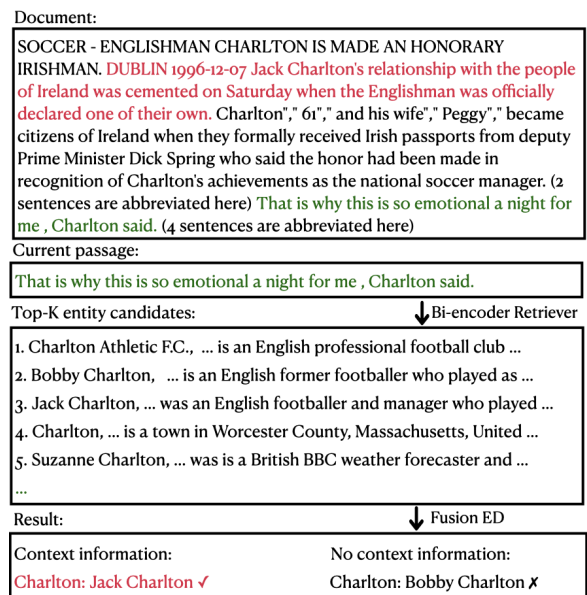 Document:
SOCCER - ENGLISHMAN CHARLTON IS MADE AN HONORARY
IRISHMAN. DUBLIN 1996-12-07 Jack Charlton's relationship with the people
of Ireland was cemented on Saturday when the Englishman was officially
declared one of their own. Charlton"," 61"," and his wife"," Peggy"," became
citizens of Ireland when they formally received Irish passports from deputy
Prime Minister Dick Spring who said the honor had been made in
recognition of Charlton's achievements as the national soccer manager. (2
sentences are abbreviated here) That is why this is so emotional a night for
me , Charlton said. (4 sentences are abbreviated here)
Current passage:
That is why this is so emotional a night for me , Charlton said.
Top-K entity candidates:
Bi-encoder Retriever
1. Charlton Athletic F.C., ... is an English professional football club ...
2. Bobby Charlton, ... is an English former footballer who played as ...
3. Jack Charlton, ... was an English footballer and manager who played ...
4. Charlton, ... is a town in Worcester County, Massachusetts, United ...
5. Suzanne Charlton, ... was is a British BBC weather forecaster and ...
...
Result:
Fusion ED
Context information:
No context information:
Charlton: Jack Charlton ✓
Charlton: Bobby Charlton ✗